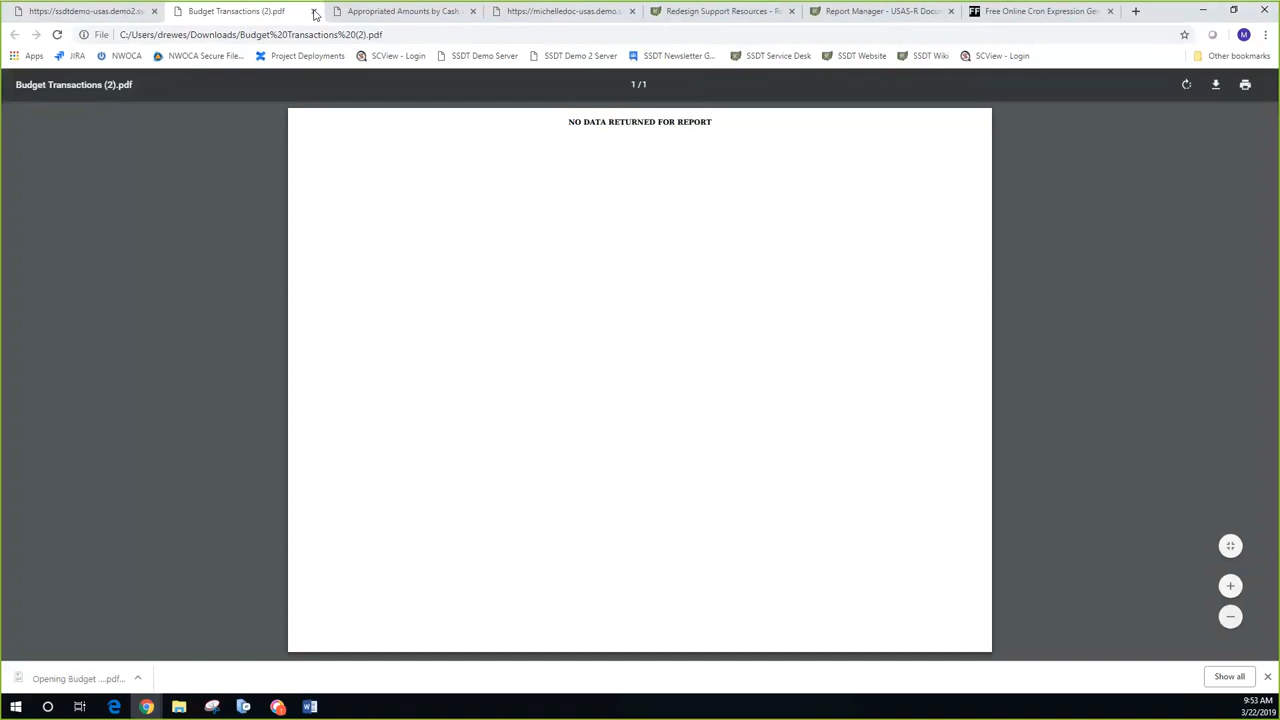 https://ssdtdemo-usas.demo2.ss
Budget Transactions (2).pdf
Appropriated Amounts by Cash
https://michelledoc-usas.demo.s
Redesign Support Resources - R
Report Manager - USAS-R Docu
FF Free Online Cron Expression Gen
File C:/Users/drewes/Downloads/Budget%20Transactions%20(2).pdf
M
Apps JIRA NWOCA NWOCA Secure File... Project Deployments SCView - Login SSDT Demo Server SSDT Demo 2 Server SSDT Newsletter G... SSDT Service Desk SSDT Website SSDT Wiki SCView - Login Other bookmarks
Budget Transactions (2).pdf
1 / 1
NO DATA RETURNED FOR REPORT
Opening Budget ....pdf...
Show all
9:53 AM
3/22/2019